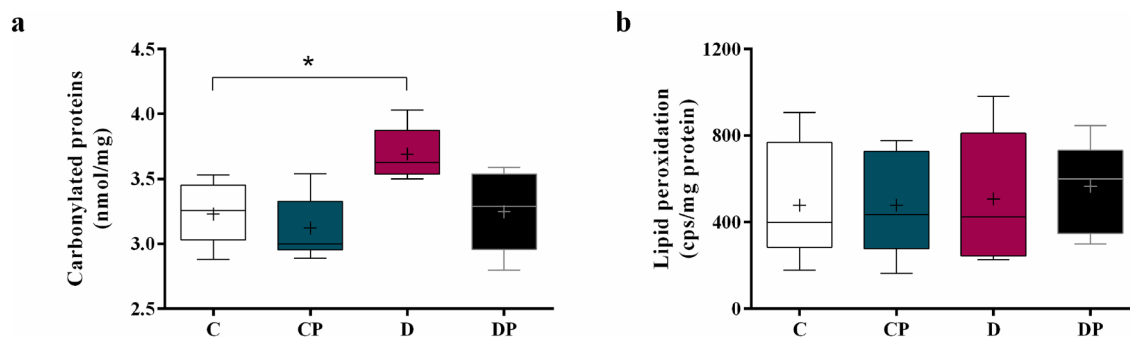 a
Carbonylated proteins
(nmol/mg)
4.5
4.0
3.5
3.0
2.5
*
C CP D DP
b
Lipid peroxidation
(cps/mg protein)
1200
800
400
0
C CP D DP